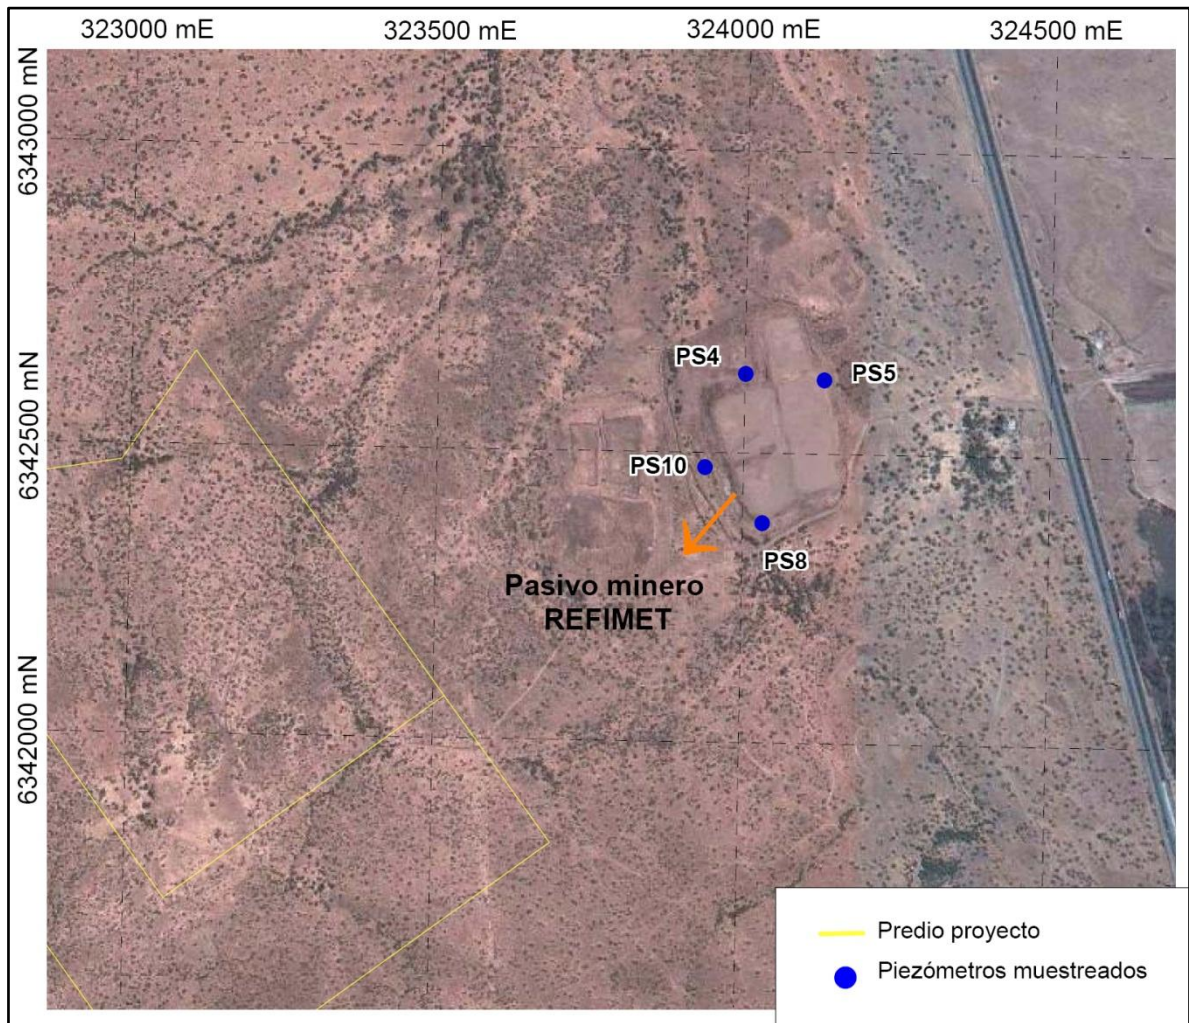 323000 mE
323500 mE
324000 mE
324500 mE
6343000 mN
6342500 mN
6342000 mN
PS4
PS5
PS10
PS8
Pasivo minero
REFIMET
Predio proyecto
Piezómetros muestreados